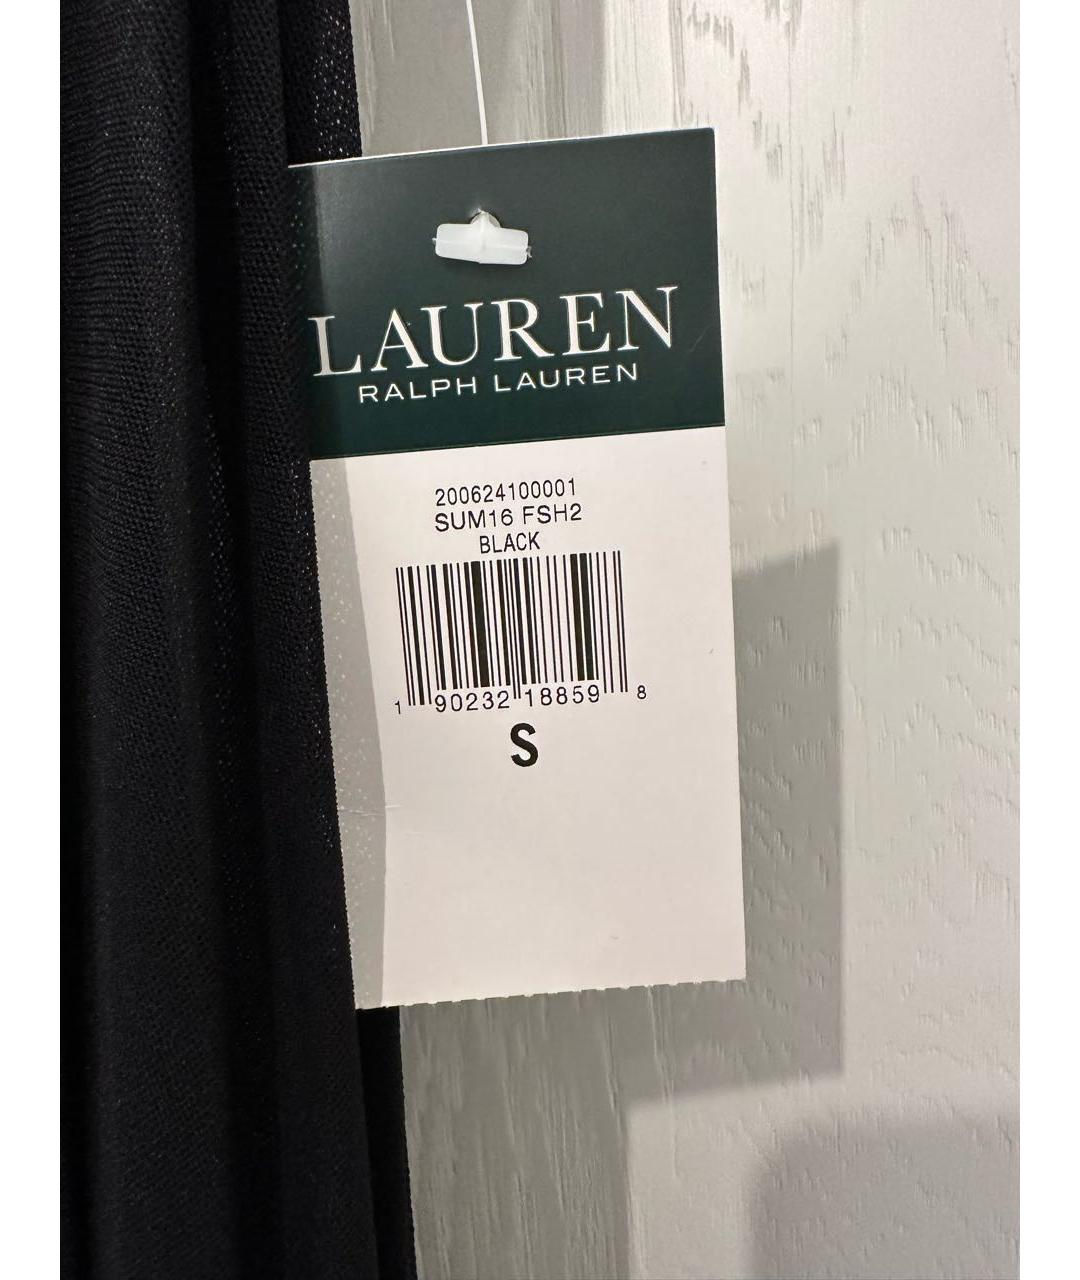 LAUREN
RALPH LAUREN
200624100001
SUM16 FSH2
BLACK
1 90232 18859 8
S